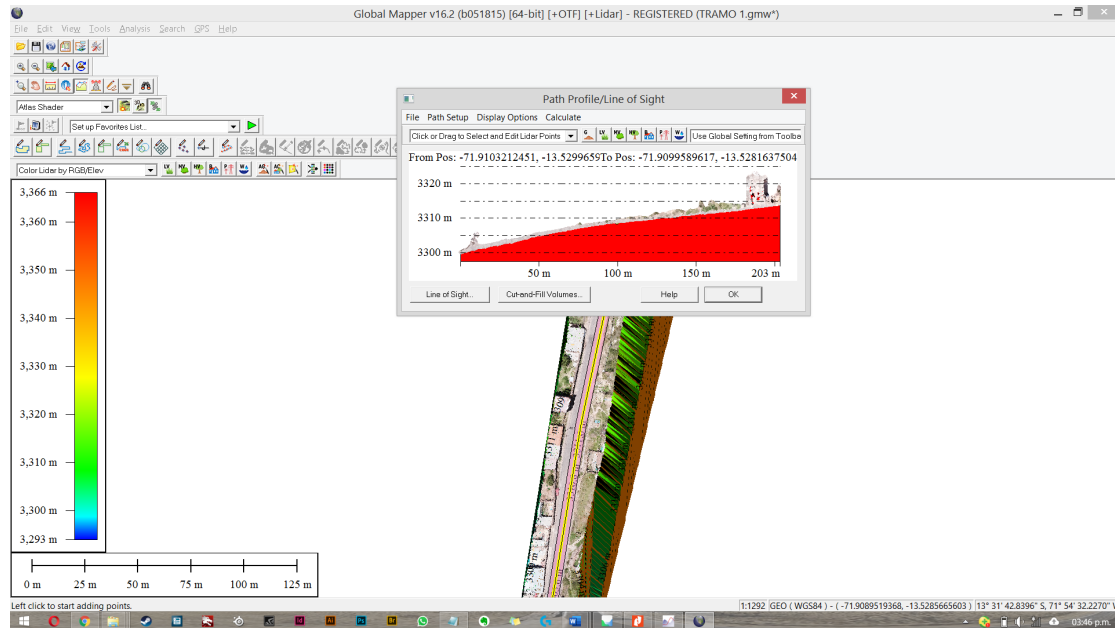 Global Mapper v16.2 (b051815) [64-bit] [+OTF] [+Lidar] - REGISTERED (TRAMO 1.gmw*)
File Edit View Tools Analysis Search GPS Help
Atlas Shader
Set up Favorites List...
Color Lidar by RGB/Elev
3,366 m
3,360 m
3,350 m
3,340 m
3,330 m
3,320 m
3,310 m
3,300 m
3,293 m
0 m 25 m 50 m 75 m 100 m 125 m
Path Profile/Line of Sight
File Path Setup Display Options Calculate
Click or Drag to Select and Edit Lidar Points
Use Global Setting from Toolba
From Pos: -71.9103212451, -13.5299659To Pos: -71.9099589617, -13.5281637504
3320 m
3310 m
3300 m
50 m 100 m 150 m 203 m
Line of Sight...
Cut-and-Fill Volumes...
Help
OK
Left click to start adding points.
1:1292 GEO ( WGS84 ) - ( -71.9089519368, -13.5285665603 ) 13° 31' 42.8396" S, 71° 54' 32.2270" W
03:46 p.m.